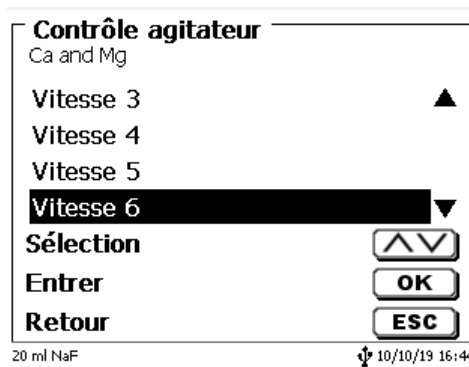 Contrôle agitateur
Ca and Mg
Vitesse 3
Vitesse 4
Vitesse 5
Vitesse 6
Sélection
Entrer OK
Retour ESC
20 ml NaF 10/10/19 16:44